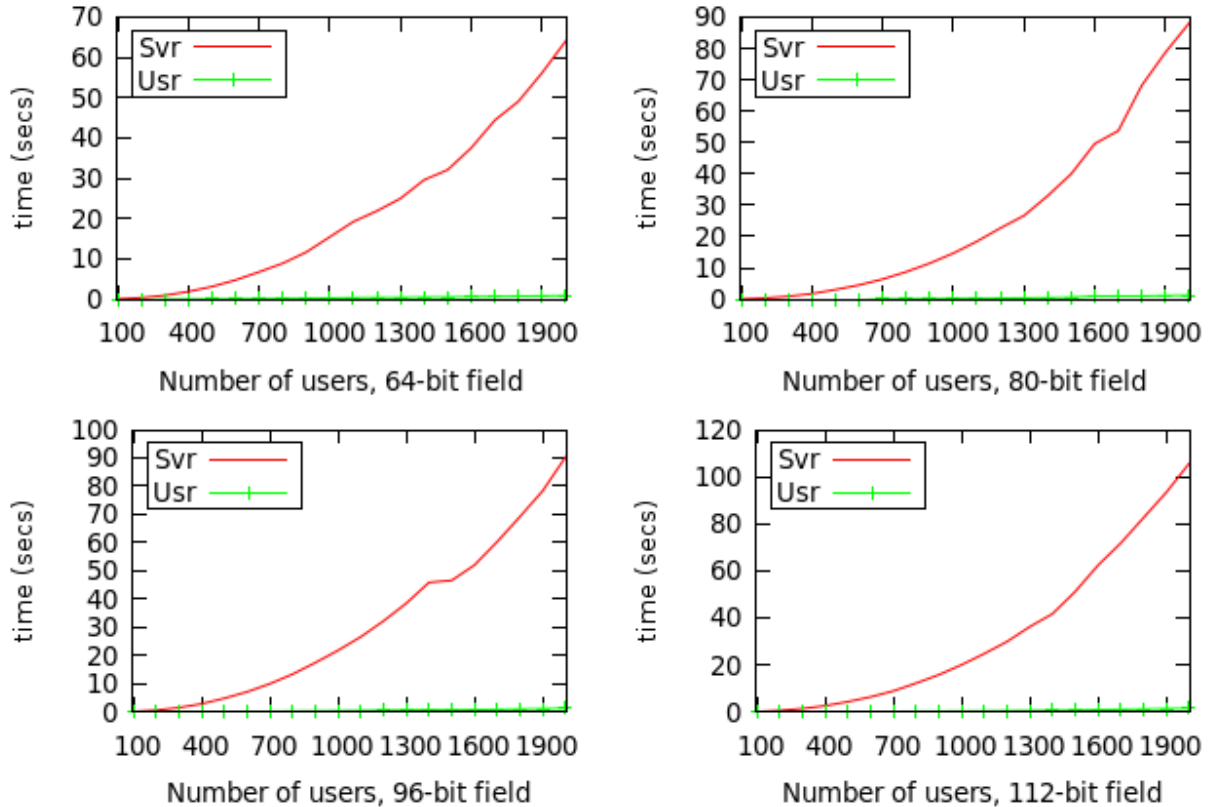 70
60
50
40
30
20
10
0
time (secs)
Svr
Usr
100 400 700 1000 1300 1600 1900
Number of users, 64-bit field
90
80
70
60
50
40
30
20
10
0
time (secs)
Svr
Usr
100 400 700 1000 1300 1600 1900
Number of users, 80-bit field
100
90
80
70
60
50
40
30
20
10
0
time (secs)
Svr
Usr
100 400 700 1000 1300 1600 1900
Number of users, 96-bit field
120
100
80
60
40
20
0
time (secs)
Svr
Usr
100 400 700 1000 1300 1600 1900
Number of users, 112-bit field